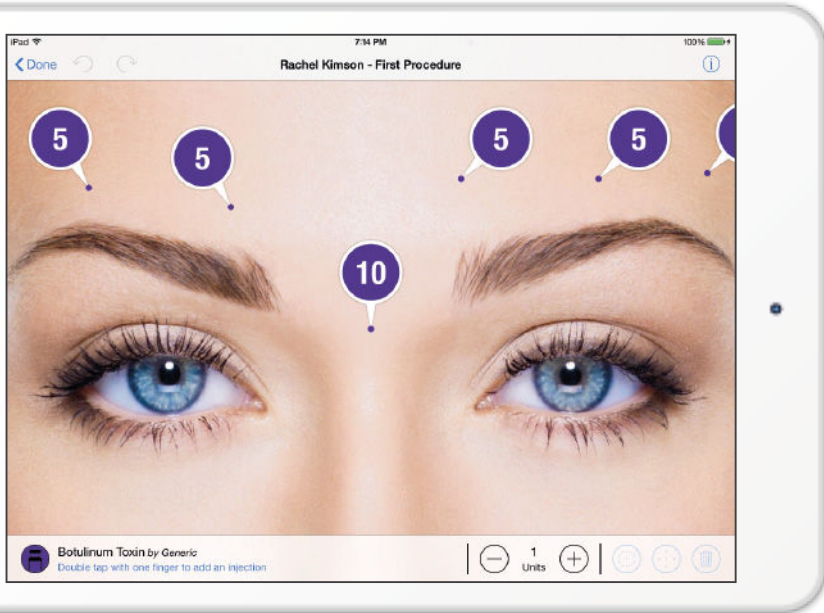 iPad 7:14 PM 100%
Done Rachel Kimson - First Procedure
5 5 5 5
10
Botulinum Toxin by Generic
Double tap with one finger to add an injection
1
Units